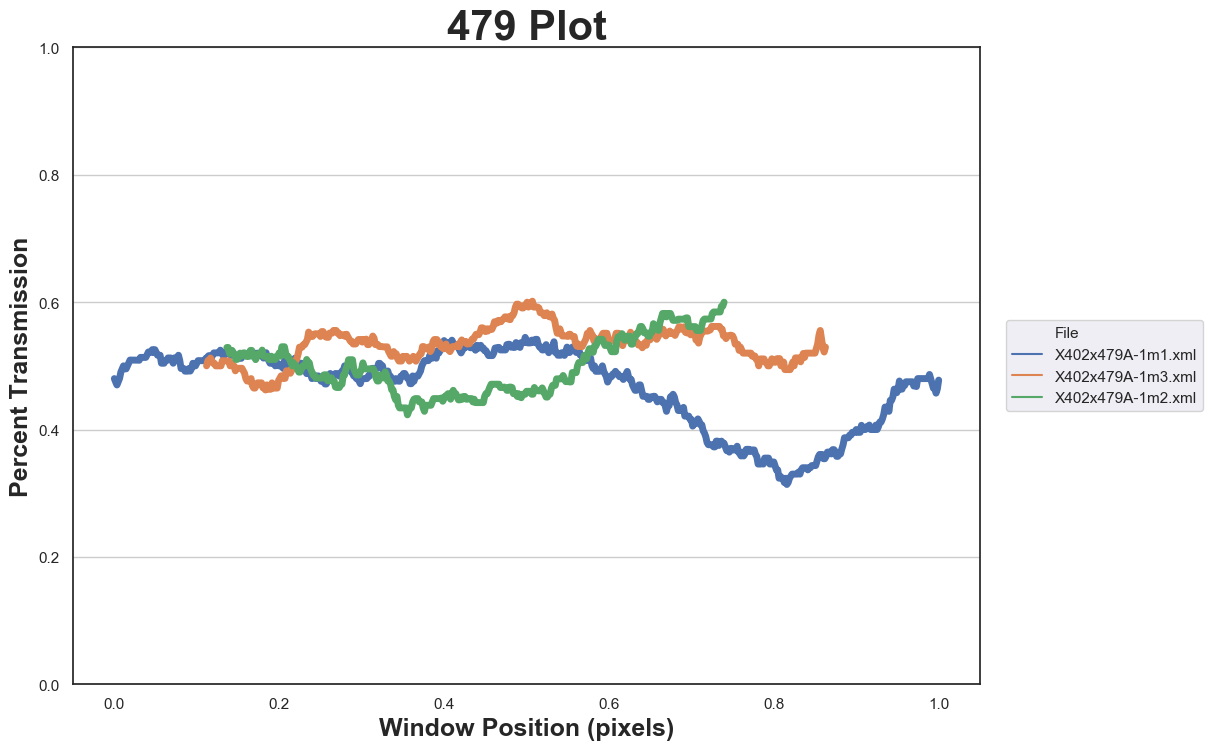 479 Plot
Percent Transmission
1.0
0.8
0.6
0.4
0.2
0.0
0.0 0.2 0.4 0.6 0.8 1.0
Window Position (pixels)
File
X402x479A-1m1.xml
X402x479A-1m3.xml
X402x479A-1m2.xml